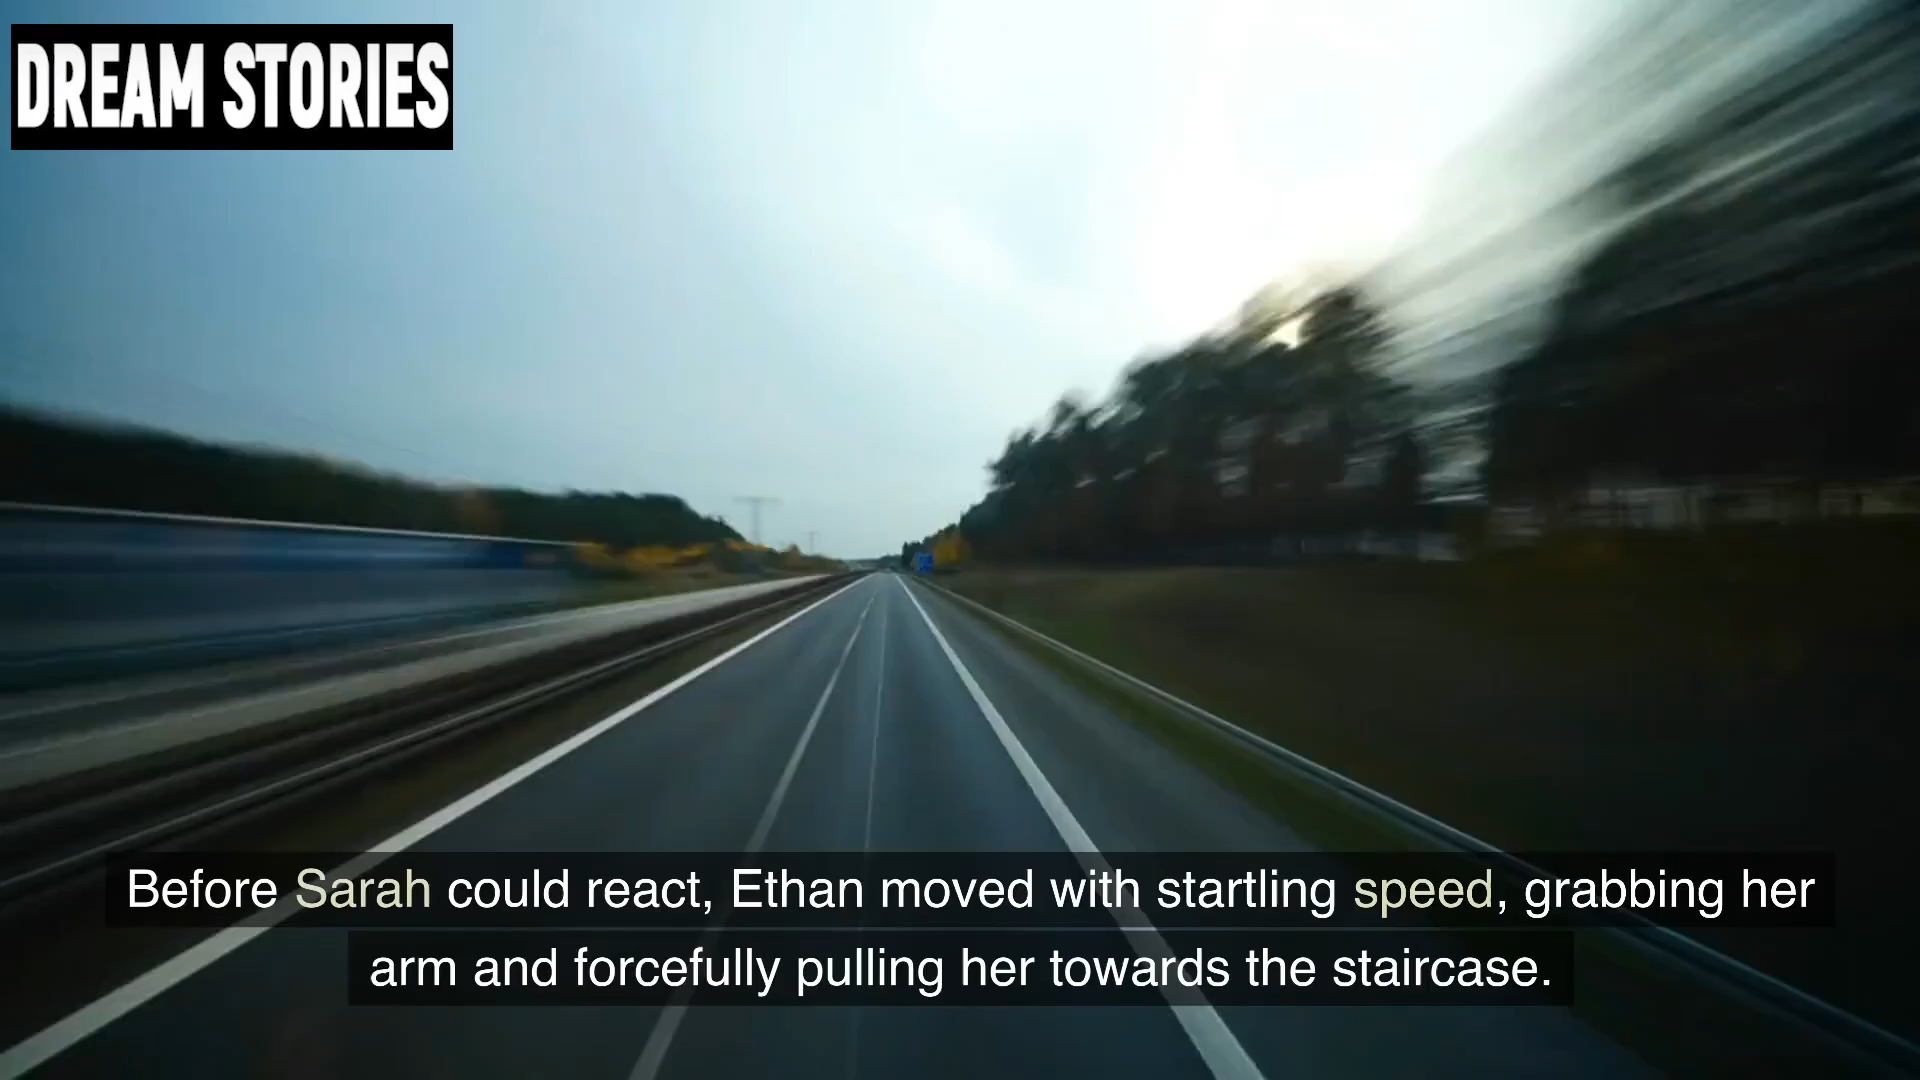 DREAM STORIES
Before Sarah could react, Ethan moved with startling speed, grabbing her
arm and forcefully pulling her towards the staircase.